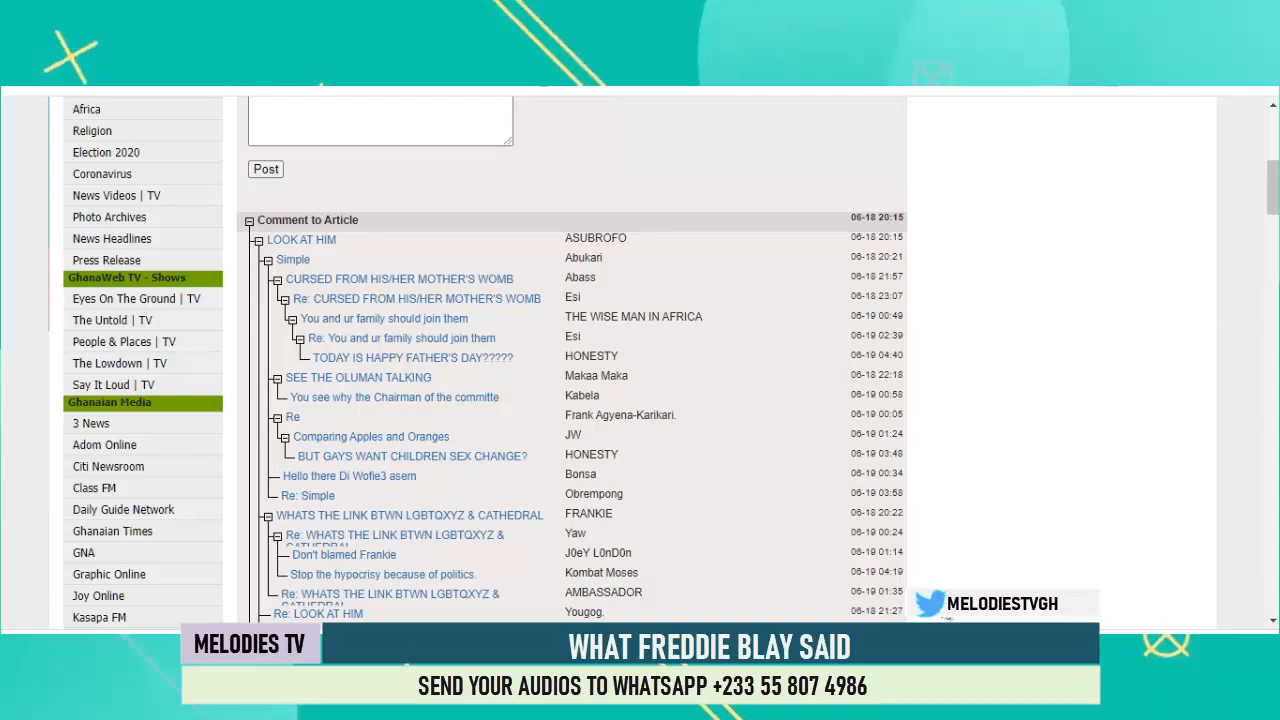 Africa
Religion
Election 2020
Coronavirus
News Videos | TV
Photo Archives
News Headlines
Press Release
GhanaWeb TV - Shows
Eyes On The Ground | TV
The Untold | TV
People & Places | TV
The Lowdown | TV
Say It Loud | TV
Ghanaian Media
3 News
Adom Online
Citi Newsroom
Class FM
Daily Guide Network
Ghanaian Times
GNA
Graphic Online
Joy Online
Kasapa FM
Post
Comment to Article 06-18 20:15
LOOK AT HIM ASUBROFO 06-18 20:15
Simple Abukari 06-18 20:21
CURSED FROM HIS/HER MOTHER'S WOMB Abass 06-18 21:57
Re: CURSED FROM HIS/HER MOTHER'S WOMB Esi 06-18 23:07
You and ur family should join them THE WISE MAN IN AFRICA 06-19 00:49
Re: You and ur family should join them Esi 06-19 02:39
TODAY IS HAPPY FATHER'S DAY????? HONESTY 06-19 04:40
SEE THE OLUMAN TALKING Makaa Maka 06-18 22:18
You see why the Chairman of the committe Kabela 06-19 00:58
Re Frank Agyena-Karikari. 06-19 00:05
Comparing Apples and Oranges JW 06-19 01:24
BUT GAYS WANT CHILDREN SEX CHANGE? HONESTY 06-19 03:48
Hello there Di Wofie3 asem Bonsa 06-19 00:34
Re: Simple Obrempong 06-19 03:58
WHATS THE LINK BTWN LGBTQXYZ & CATHEDRAL FRANKIE 06-18 20:22
Re: WHATS THE LINK BTWN LGBTQXYZ & Yaw 06-19 00:24
CATHEDRAL
Don't blamed Frankie J0eY L0nD0n 06-19 01:14
Stop the hypocrisy because of politics. Kombat Moses 06-19 04:19
Re: WHATS THE LINK BTWN LGBTQXYZ & AMBASSADOR 06-19 01:35
CATHEDRAL
Re: LOOK AT HIM Yougog. 06-18 21:27
MELODIESTVGH
MELODIES TV
WHAT FREDDIE BLAY SAID
SEND YOUR AUDIOS TO WHATSAPP +233 55 807 4986